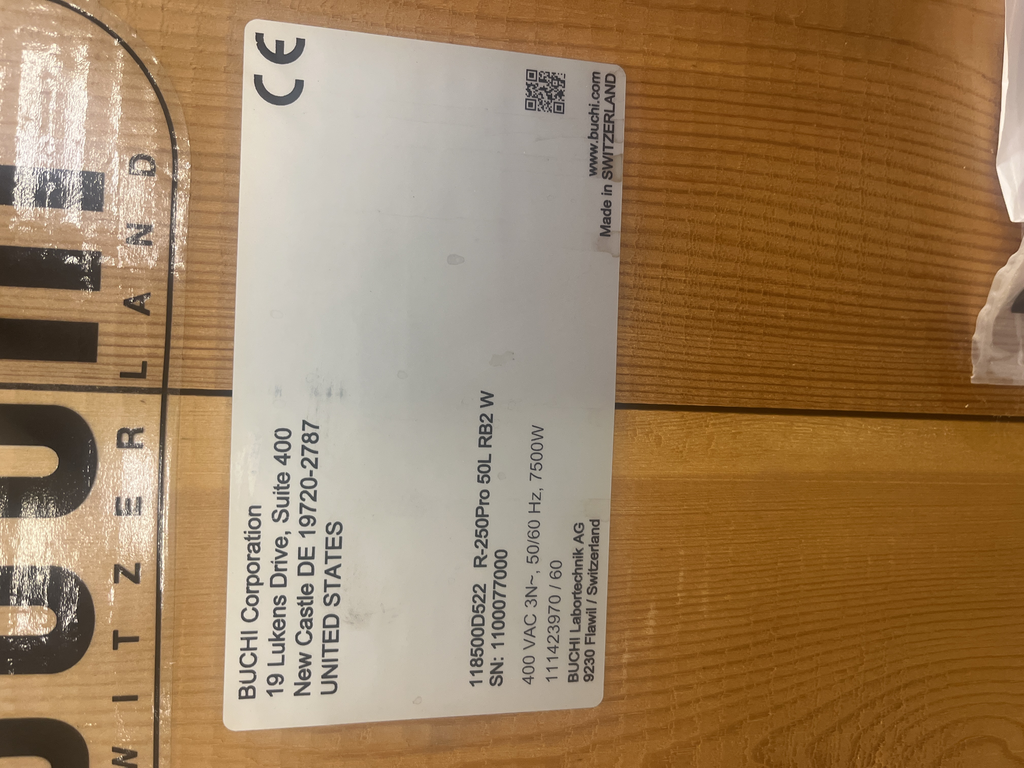 BUCHI Corporation
19 Lukens Drive, Suite 400
New Castle DE 19720-2787
UNITED STATES
118500D522 R-250Pro 50L RB2 W
SN: 1100077000
400 VAC 3N~, 50/60 Hz, 7500W
111423970 / 60
BUCHI Labortechnik AG
9230 Flawil / Switzerland
www.buchi.com
Made in SWITZERLAND
CE
WITZERLAND